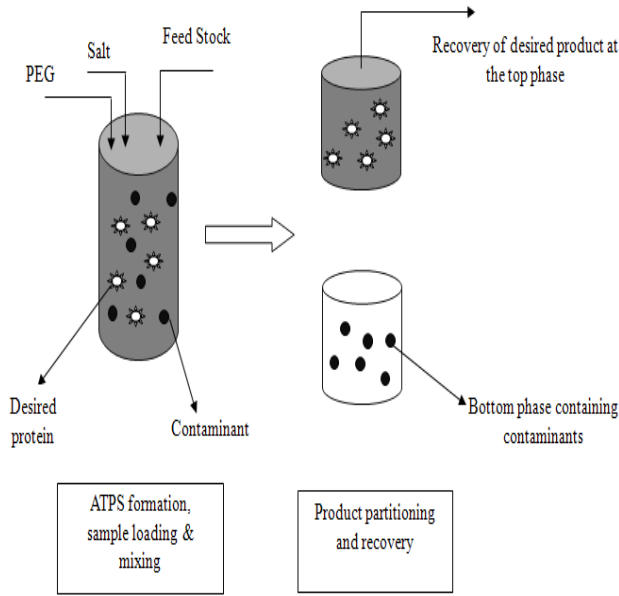 PEG
Salt
Feed Stock
Recovery of desired product at
the top phase
Desired
protein
Contaminant
Bottom phase containing
contaminants
ATPS formation,
sample loading &
mixing
Product partitioning
and recovery